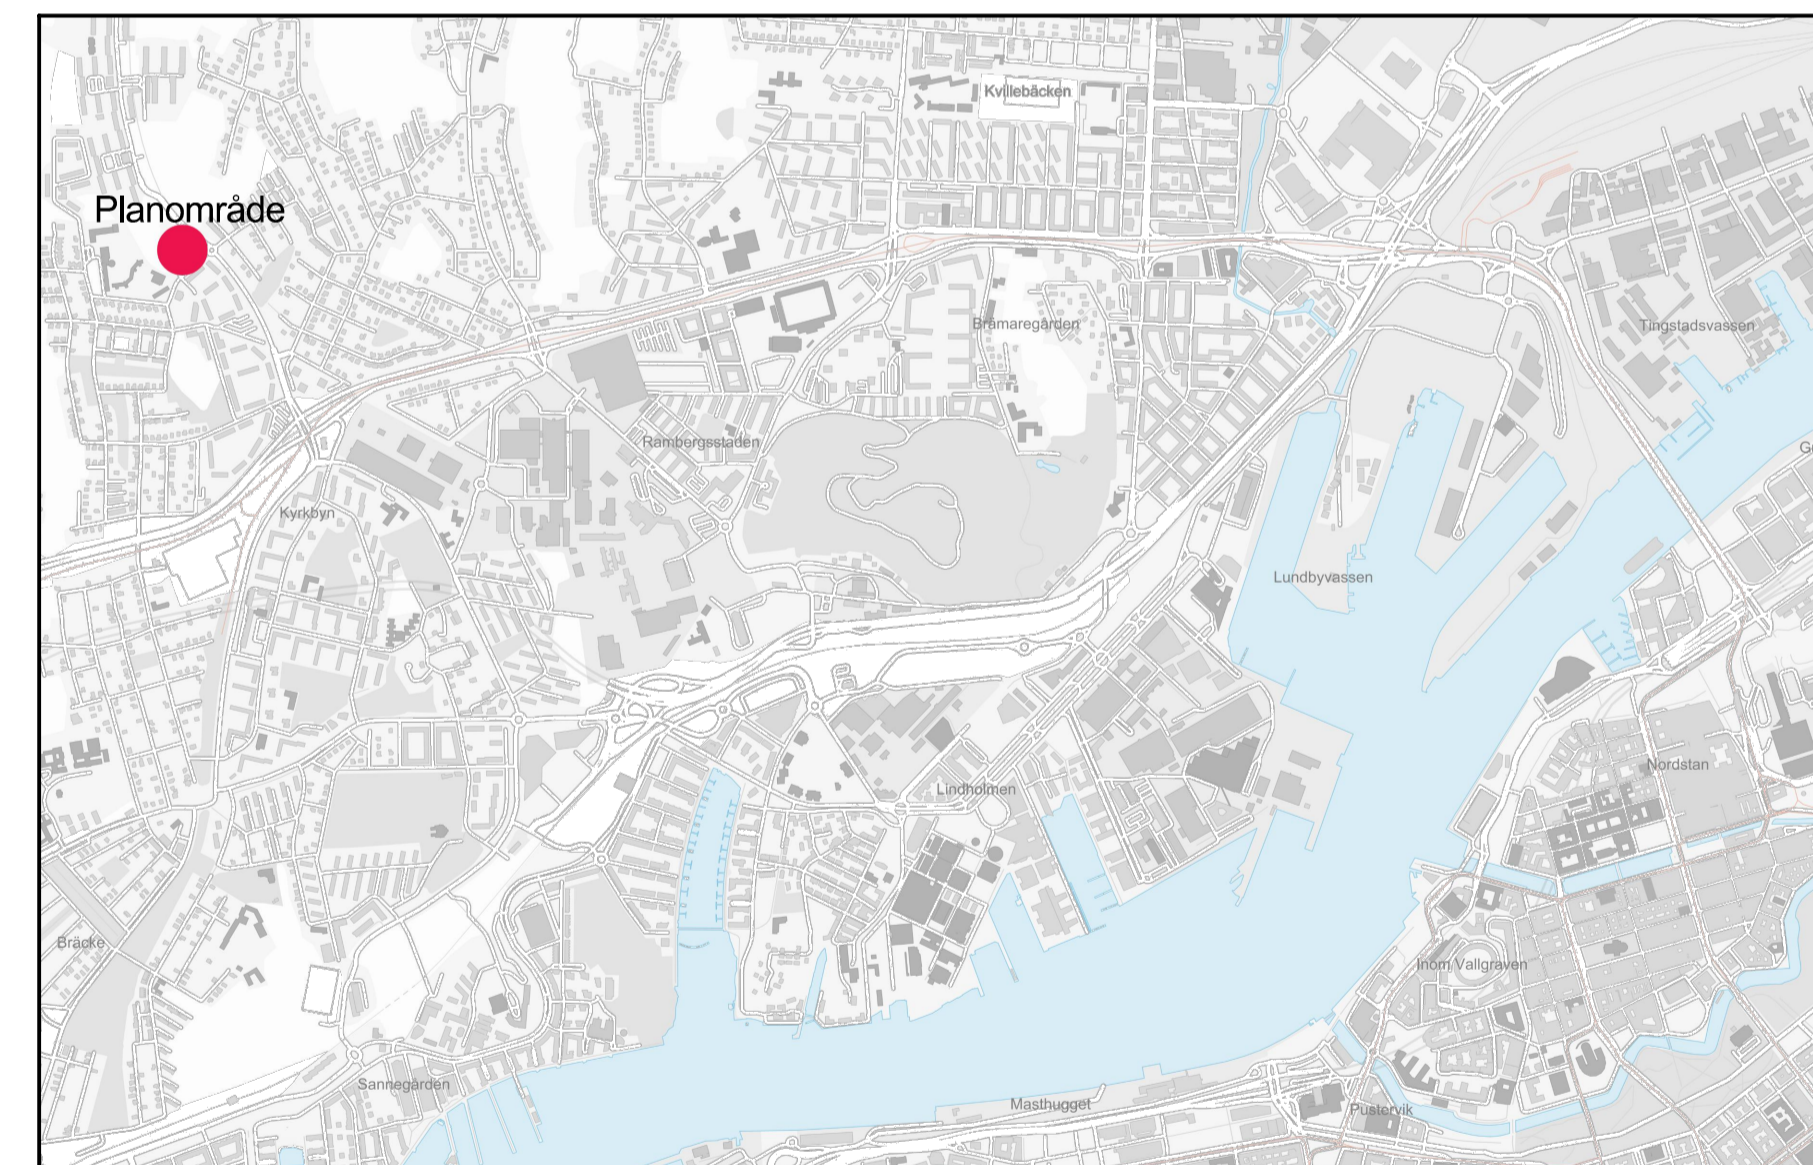 Kvillebäcken
Planområde
Brämaregården
Tingstadsvassen
Rambergsstaden
Kyrkbyn
Lundbyvassen
Nordstan
Lindholmen
Bräcke
Inom Vallgraven
Sannegården
Masthugget
Pustervik